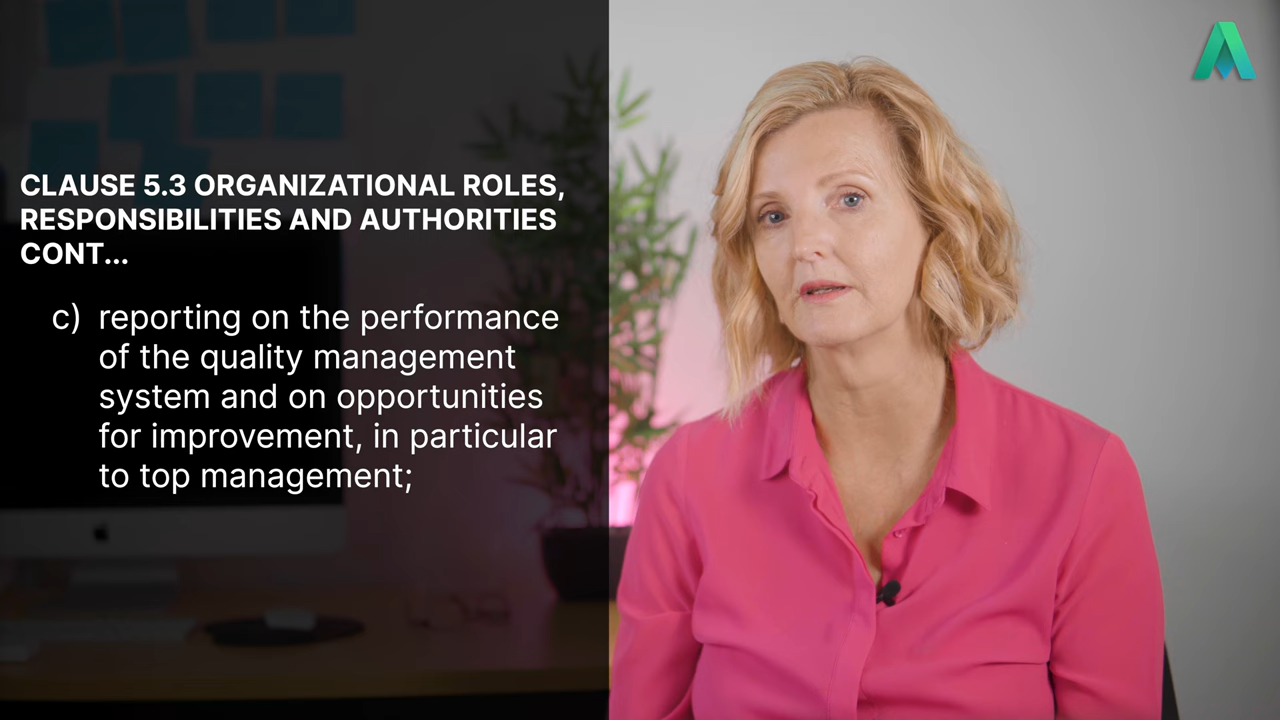 CLAUSE 5.3 ORGANIZATIONAL ROLES,
RESPONSIBILITIES AND AUTHORITIES
CONT...
c) reporting on the performance
of the quality management
system and on opportunities
for improvement, in particular
to top management;